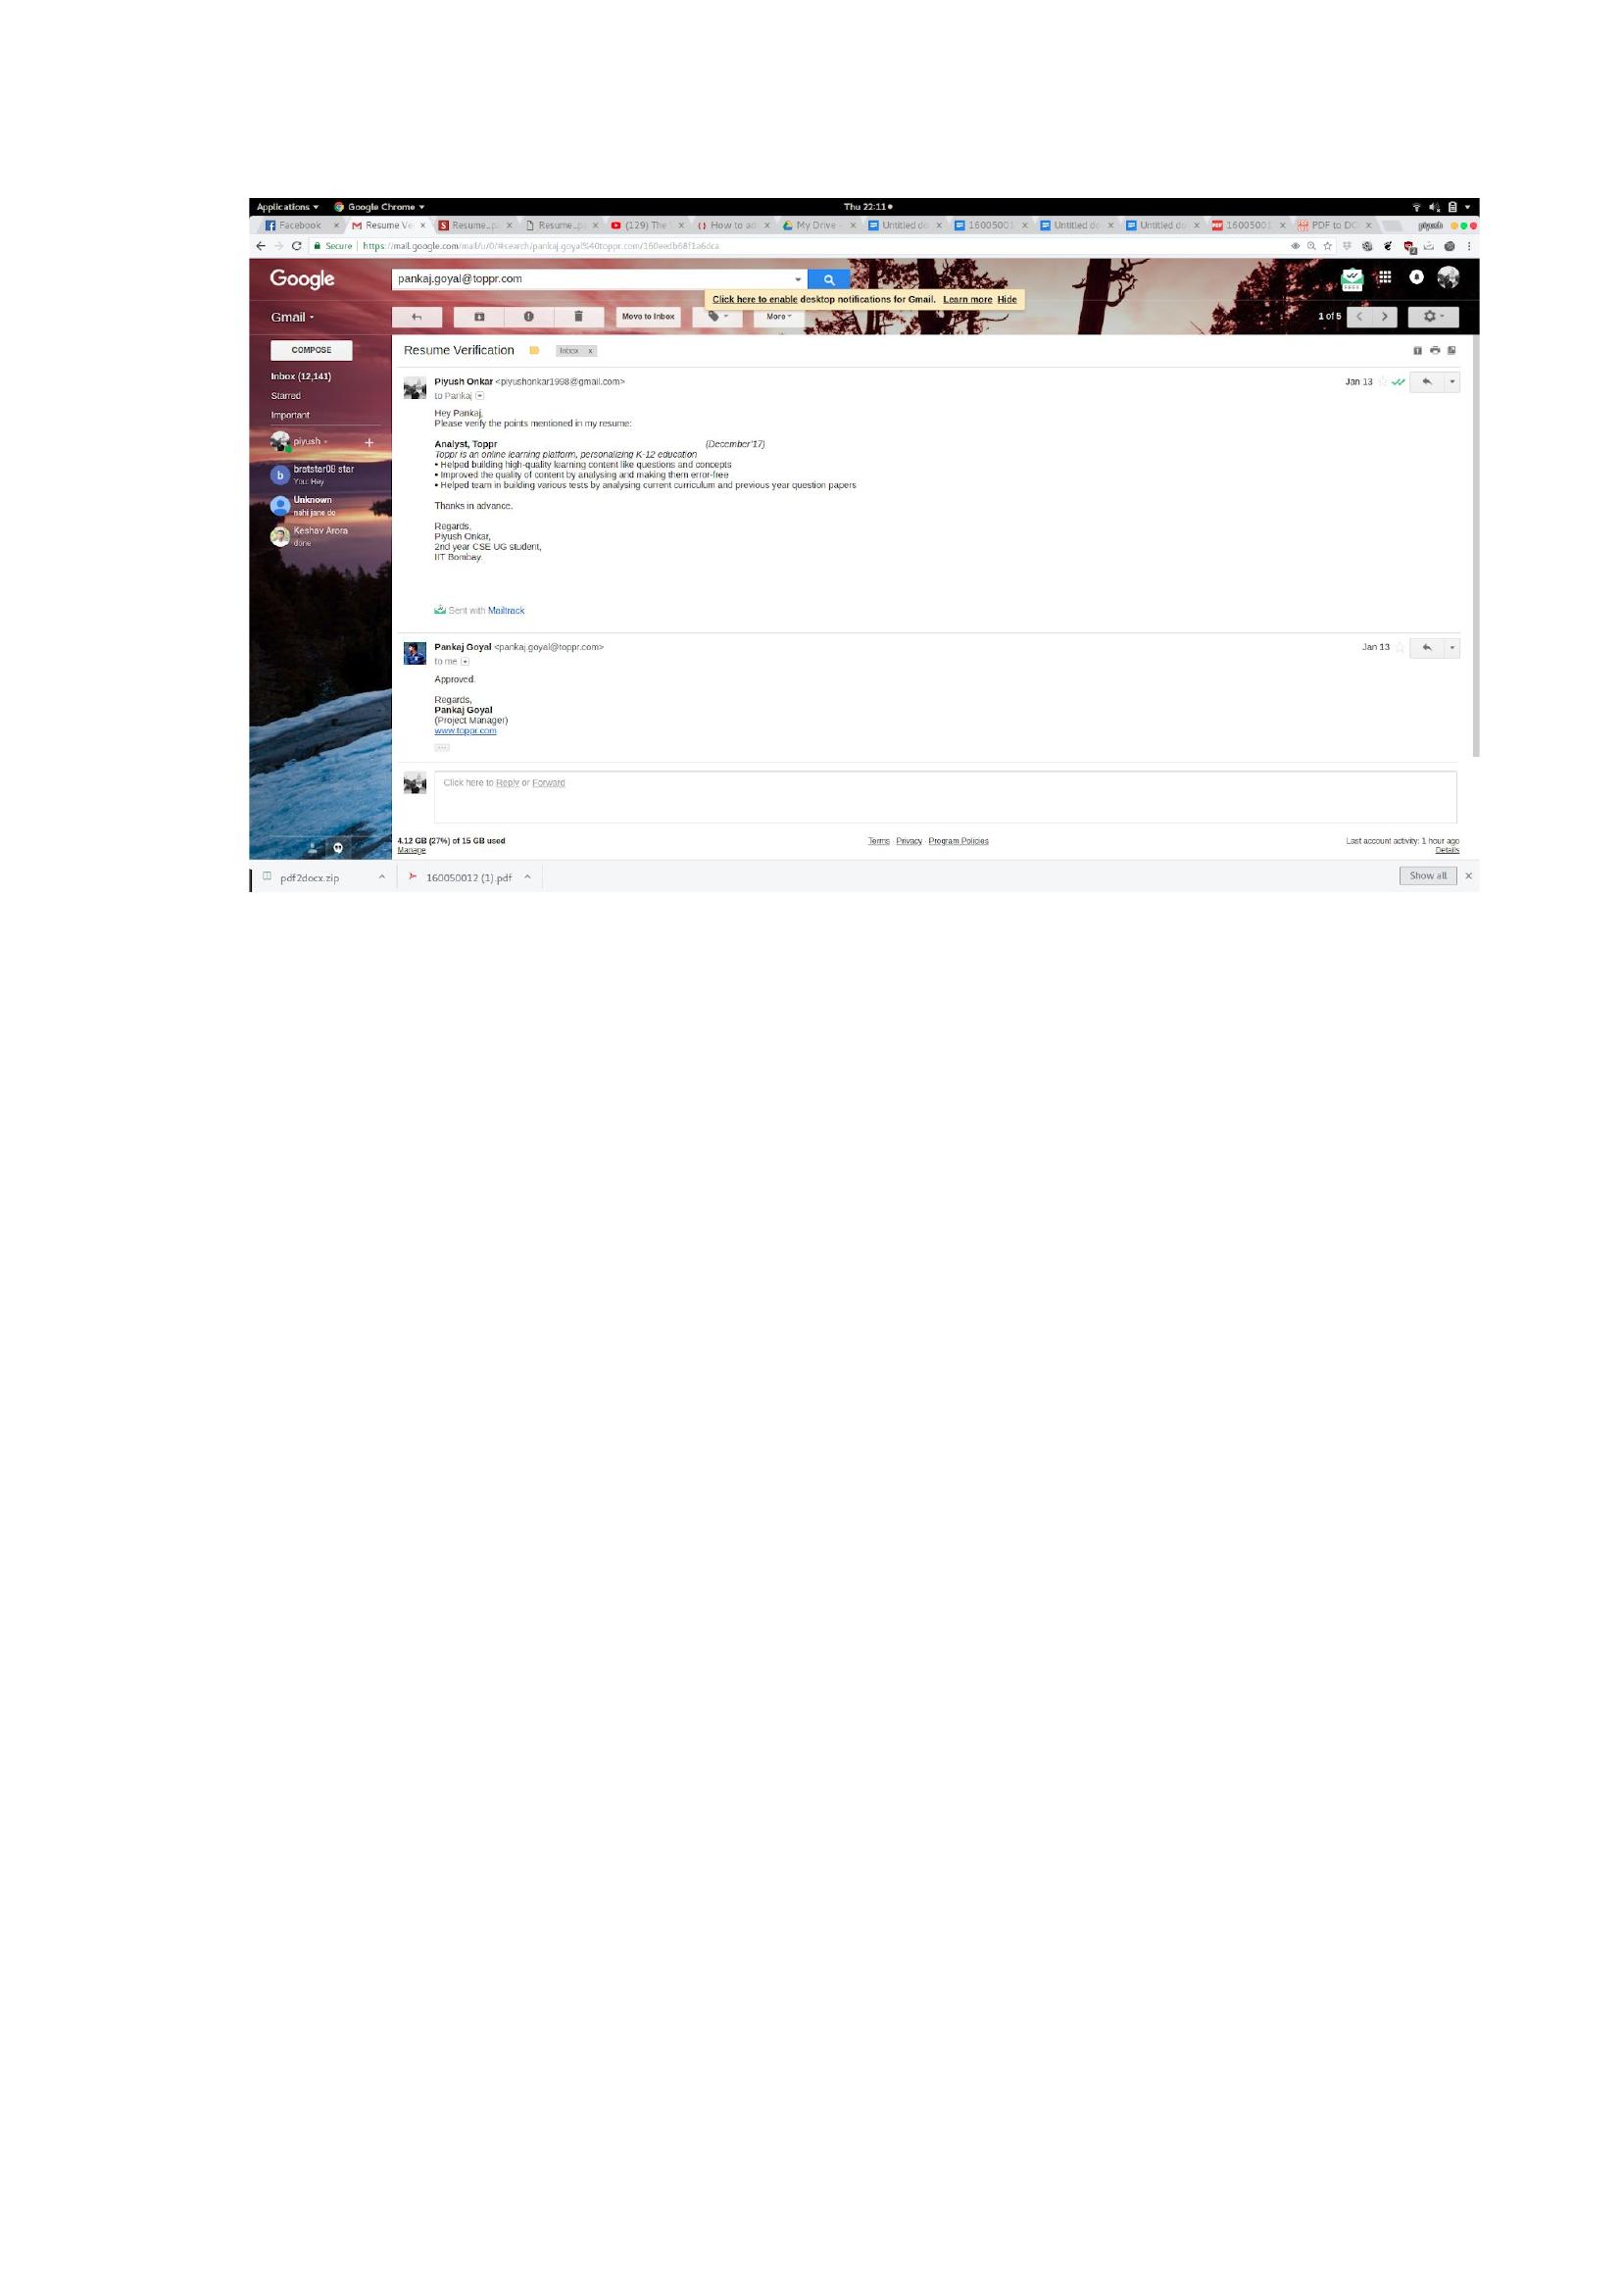 Applications ▾ Google Chrome ▾ Thu 22:11
Facebook × Resume Ve × Resume_p × Resume_p × (129) The × How to ad × My Drive - × Untitled do × 16005001 × Untitled do × Untitled do × 16005001 × PDF to DO × piyush
Secure https://mail.google.com/mail/u/0/#search/pankaj.goyal%40toppr.com/160eedb68f1a6dca
Google pankaj.goyal@toppr.com
Click here to enable desktop notifications for Gmail. Learn more Hide
FREE
Gmail Move to Inbox More 1 of 5
COMPOSE
Resume Verification Inbox x
Inbox (12,141)
Starred
Important
piyush +
b bratstar08 star
You: Hey
Unknown
nahi jane do
Keshav Arora
done
Piyush Onkar <piyushonkar1998@gmail.com> Jan 13
to Pankaj
Hey Pankaj,
Please verify the points mentioned in my resume:
Analyst, Toppr (December'17)
Toppr is an online learning platform, personalizing K-12 education
• Helped building high-quality learning content like questions and concepts
• Improved the quality of content by analysing and making them error-free
• Helped team in building various tests by analysing current curriculum and previous year question papers
Thanks in advance.
Regards,
Piyush Onkar,
2nd year CSE UG student,
IIT Bombay.
Sent with Mailtrack
Pankaj Goyal <pankaj.goyal@toppr.com> Jan 13
to me
Approved.
Regards,
Pankaj Goyal
(Project Manager)
www.toppr.com
Click here to Reply or Forward
4.12 GB (27%) of 15 GB used
Manage
Terms - Privacy - Program Policies
Last account activity: 1 hour ago
Details
pdf2docx.zip 160050012 (1).pdf Show all ×